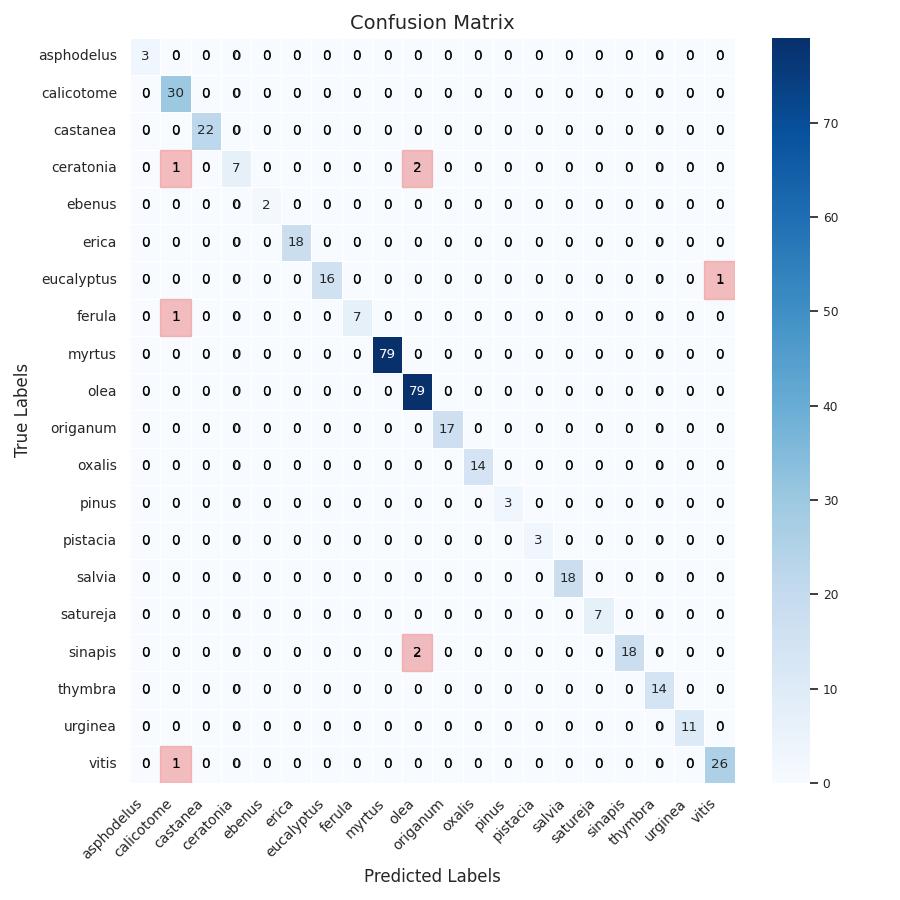 Confusion Matrix
asphodelus 3 0 0 0 0 0 0 0 0 0 0 0 0 0 0 0 0 0 0 0
calicotome 0 30 0 0 0 0 0 0 0 0 0 0 0 0 0 0 0 0 0 0
castanea 0 0 22 0 0 0 0 0 0 0 0 0 0 0 0 0 0 0 0 0
ceratonia 0 1 0 7 0 0 0 0 0 2 0 0 0 0 0 0 0 0 0 0
ebenus 0 0 0 0 2 0 0 0 0 0 0 0 0 0 0 0 0 0 0 0
erica 0 0 0 0 0 18 0 0 0 0 0 0 0 0 0 0 0 0 0 0
eucalyptus 0 0 0 0 0 0 16 0 0 0 0 0 0 0 0 0 0 0 0 1
ferula 0 1 0 0 0 0 0 7 0 0 0 0 0 0 0 0 0 0 0 0
myrtus 0 0 0 0 0 0 0 0 79 0 0 0 0 0 0 0 0 0 0 0
olea 0 0 0 0 0 0 0 0 0 79 0 0 0 0 0 0 0 0 0 0
origanum 0 0 0 0 0 0 0 0 0 0 17 0 0 0 0 0 0 0 0 0
oxalis 0 0 0 0 0 0 0 0 0 0 0 14 0 0 0 0 0 0 0 0
pinus 0 0 0 0 0 0 0 0 0 0 0 0 3 0 0 0 0 0 0 0
pistacia 0 0 0 0 0 0 0 0 0 0 0 0 0 3 0 0 0 0 0 0
salvia 0 0 0 0 0 0 0 0 0 0 0 0 0 0 18 0 0 0 0 0
satureja 0 0 0 0 0 0 0 0 0 0 0 0 0 0 0 7 0 0 0 0
sinapis 0 0 0 0 0 0 0 0 0 2 0 0 0 0 0 0 18 0 0 0
thymbra 0 0 0 0 0 0 0 0 0 0 0 0 0 0 0 0 0 14 0 0
urginea 0 0 0 0 0 0 0 0 0 0 0 0 0 0 0 0 0 0 11 0
vitis 0 1 0 0 0 0 0 0 0 0 0 0 0 0 0 0 0 0 0 26
asphodelus calicotome castanea ceratonia ebenus erica eucalyptus ferula myrtus olea origanum oxalis pinus pistacia salvia satureja sinapis thymbra urginea vitis
Predicted Labels
True Labels
70
60
50
40
30
20
10
0